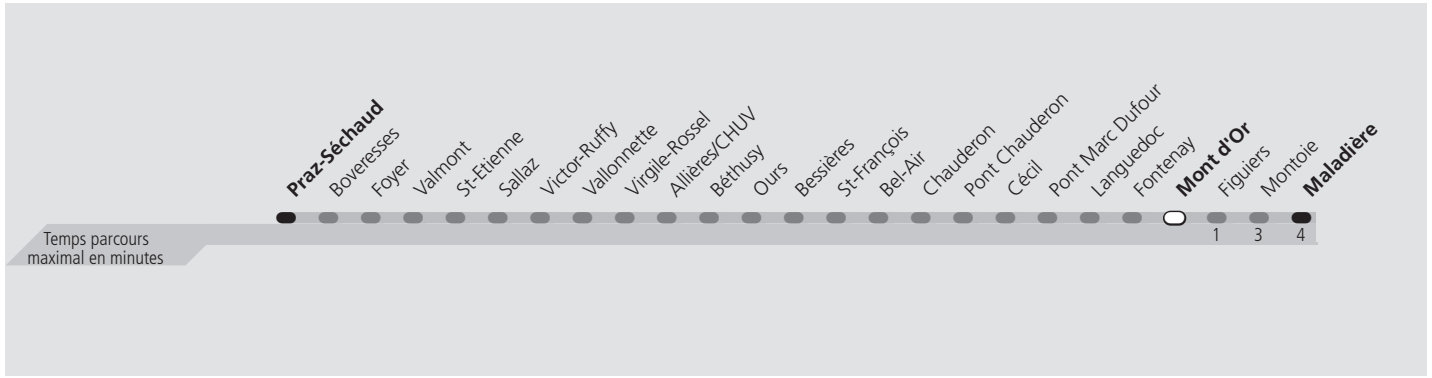 Praz-Séchaud
Boveresses
Foyer
Valmont
St-Etienne
Sallaz
Victor-Ruffy
Vallonnette
Virgile-Rossel
Allières/CHUV
Béthusy
Ours
Bessières
St-François
Bel-Air
Chauderon
Pont Chauderon
Cécil
Pont Marc Dufour
Languedoc
Fontenay
Mont d'Or
Figuiers
Montoie
Maladière
Temps parcours
maximal en minutes
1 3 4